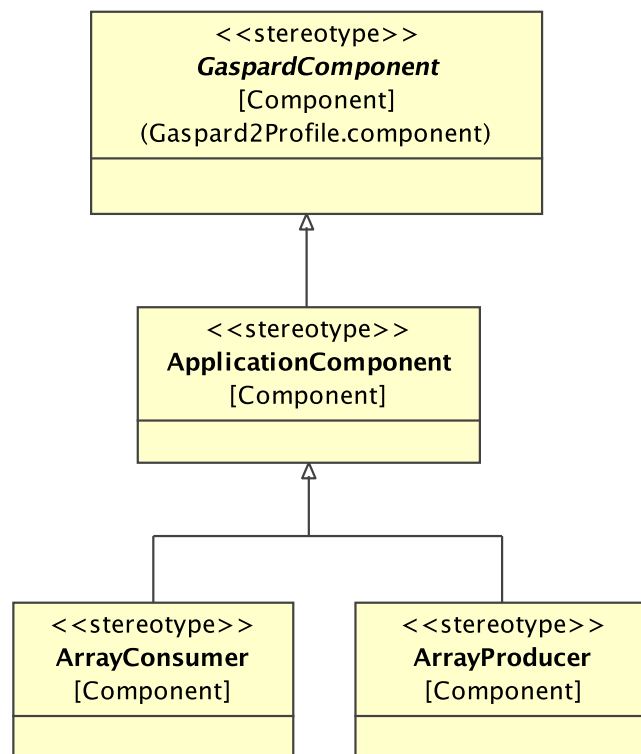 <<stereotype>>
GaspardComponent
[Component]
(Gaspard2Profile.component)
<<stereotype>>
ApplicationComponent
[Component]
<<stereotype>>
ArrayConsumer
[Component]
<<stereotype>>
ArrayProducer
[Component]